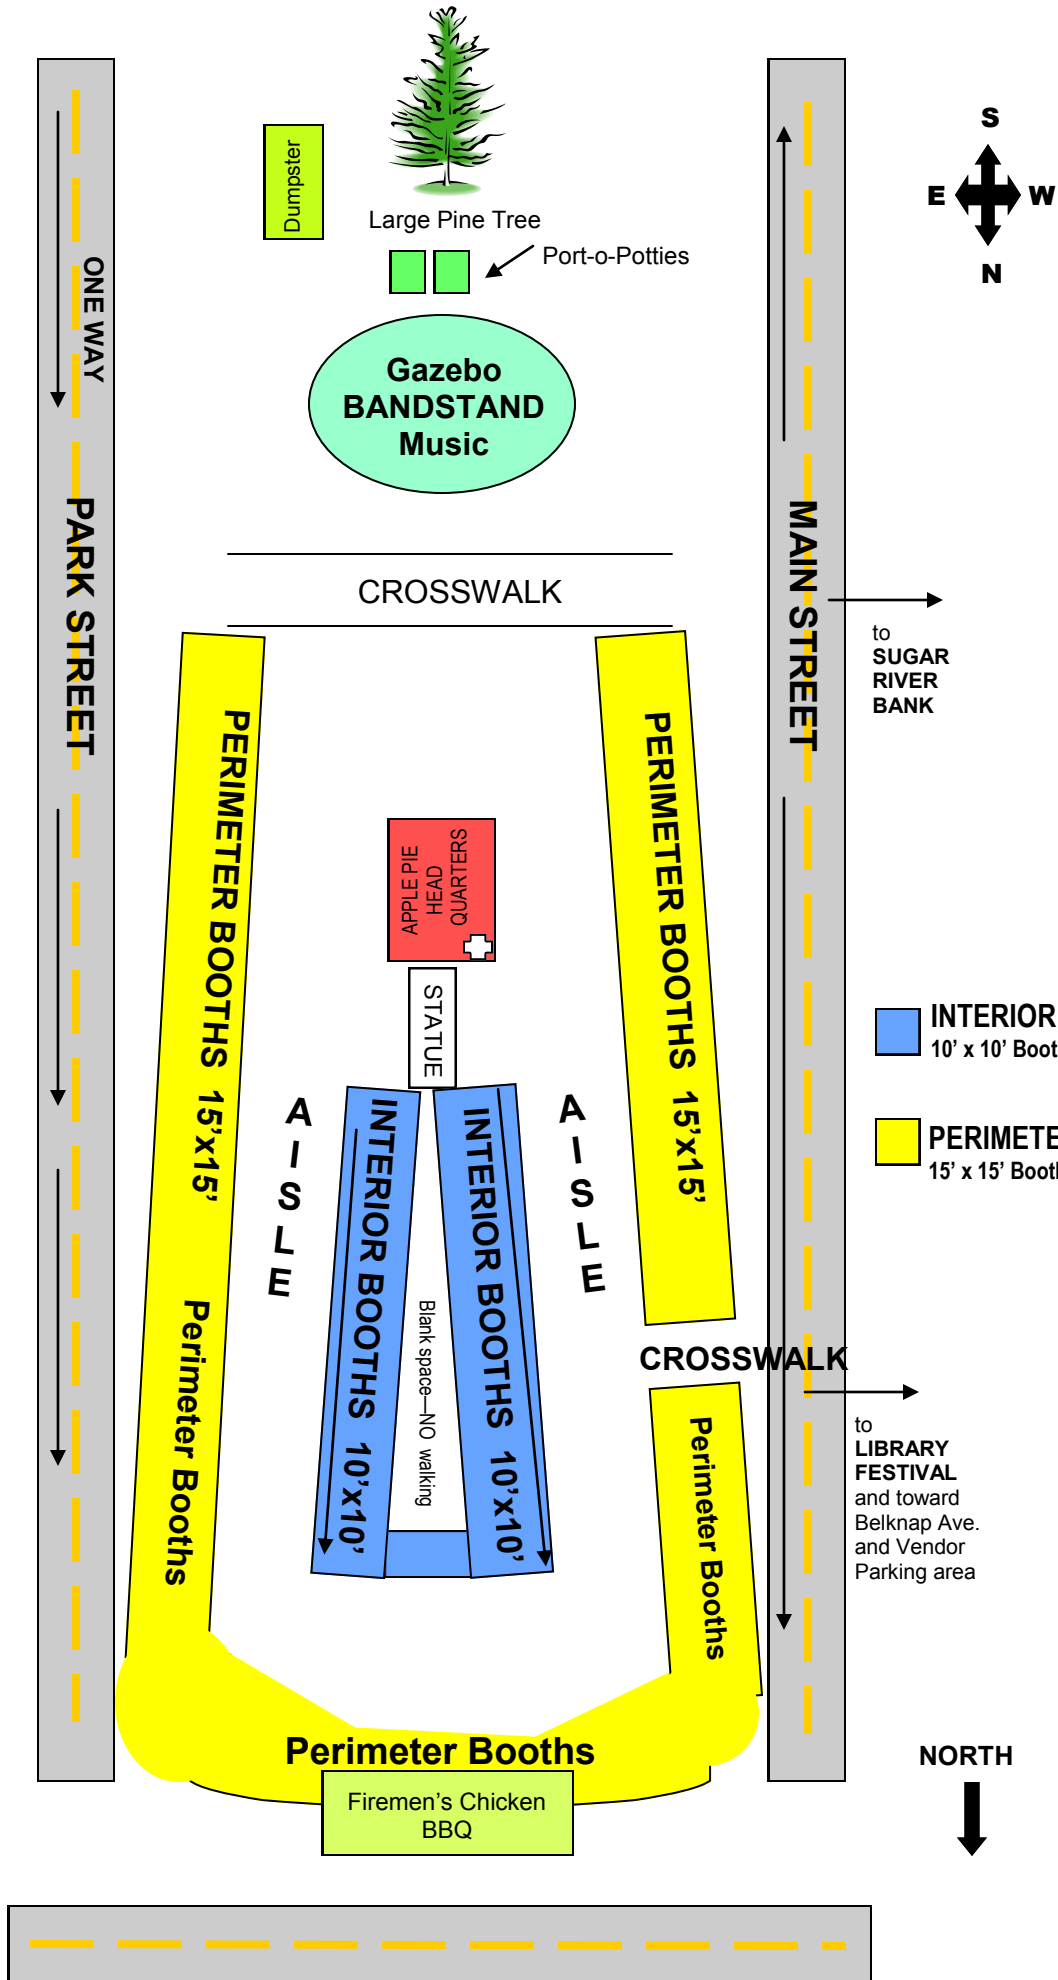 Dumpster
Large Pine Tree
Port-o-Potties
S
E
W
N
ONE WAY
Gazebo
BANDSTAND
Music
PARK STREET
MAIN STREET
CROSSWALK
to
SUGAR
RIVER
BANK
PERIMETER BOOTHS 15’x15’
PERIMETER BOOTHS 15’x15’
APPLE PIE
HEAD
QUARTERS
STATUE
INTERIOR
10’ x 10’ Boot
PERIMETE
15’ x 15’ Booth
AISLE
AISLE
INTERIOR BOOTHS 10’x10’
INTERIOR BOOTHS 10’x10’
Blank space—NO walking
Perimeter Booths
CROSSWALK
Perimeter Booths
to
LIBRARY
FESTIVAL
and toward
Belknap Ave.
and Vendor
Parking area
Perimeter Booths
Firemen’s Chicken
BBQ
NORTH